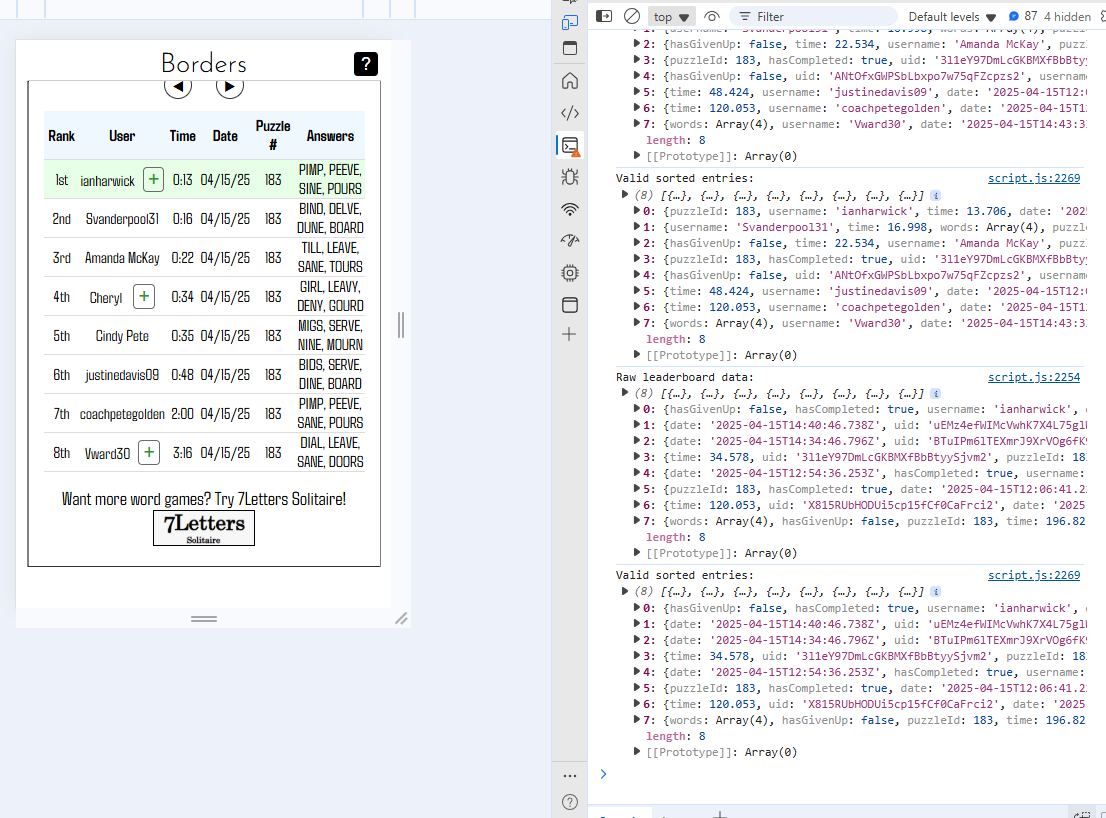 Borders
?
Rank User Time Date Puzzle # Answers
1st ianharwick + 0:13 04/15/25 183 PIMP, PEEVE, SINE, POURS
2nd Svanderpool31 0:16 04/15/25 183 BIND, DELVE, DUNE, BOARD
3rd Amanda McKay 0:22 04/15/25 183 TILL, LEAVE, SANE, TOURS
4th Cheryl + 0:34 04/15/25 183 GIRL, LEAVY, DENY, GOURD
5th Cindy Pete 0:35 04/15/25 183 MIGS, SERVE, NINE, MOURN
6th justinedavis09 0:48 04/15/25 183 BIDS, SERVE, DINE, BOARD
7th coachpetegolden 2:00 04/15/25 183 PIMP, PEEVE, SANE, POURS
8th Vward30 + 3:16 04/15/25 183 DIAL, LEAVE, SANE, DOORS
Want more word games? Try 7Letters Solitaire!
7Letters
Solitaire
top Filter Default levels 87 4 hidden
2: {hasGivenUp: false, time: 22.534, username: 'Amanda McKay', puzz
3: {puzzleId: 183, hasCompleted: true, uid: '3l1eY97DmLcGKBMXfBbBtyy
4: {hasGivenUp: false, uid: 'ANtOfxGWPSbLbxpo7w75qFZcpzs2', usernam
5: {time: 48.424, username: 'justinedavis09', date: '2025-04-15T12:
6: {time: 120.053, username: 'coachpetegolden', date: '2025-04-15T1
7: {words: Array(4), username: 'Vward30', date: '2025-04-15T14:43:3
length: 8
[[Prototype]]: Array(0)
Valid sorted entries: script.js:2269
(8) [{…}, {…}, {…}, {…}, {…}, {…}, {…}, {…}]
0: {puzzleId: 183, username: 'ianharwick', time: 13.706, date: '202
1: {username: 'Svanderpool31', time: 16.998, words: Array(4), puzzl
2: {hasGivenUp: false, time: 22.534, username: 'Amanda McKay', puzz
3: {puzzleId: 183, hasCompleted: true, uid: '3l1eY97DmLcGKBMXfBbBtyy
4: {hasGivenUp: false, uid: 'ANtOfxGWPSbLbxpo7w75qFZcpzs2', usernam
5: {time: 48.424, username: 'justinedavis09', date: '2025-04-15T12:
6: {time: 120.053, username: 'coachpetegolden', date: '2025-04-15T1
7: {words: Array(4), username: 'Vward30', date: '2025-04-15T14:43:3
length: 8
[[Prototype]]: Array(0)
Raw leaderboard data: script.js:2254
(8) [{…}, {…}, {…}, {…}, {…}, {…}, {…}, {…}]
0: {hasGivenUp: false, hasCompleted: true, username: 'ianharwick',
1: {date: '2025-04-15T14:40:46.738Z', uid: 'uEMz4efWIMcVwhK7X4L75gl
2: {date: '2025-04-15T14:34:46.796Z', uid: 'BTuIPm6lTEXmrJ9XrVOg6fK
3: {time: 34.578, uid: '3l1eY97DmLcGKBMXfBbBtyySjvm2', puzzleId: 18
4: {date: '2025-04-15T12:54:36.253Z', hasCompleted: true, username:
5: {puzzleId: 183, hasCompleted: true, date: '2025-04-15T12:06:41.2
6: {time: 120.053, uid: 'X815RUbHODUi5cp15fCf0CaFrci2', date: '2025
7: {words: Array(4), hasGivenUp: false, puzzleId: 183, time: 196.82
length: 8
[[Prototype]]: Array(0)
Valid sorted entries: script.js:2269
(8) [{…}, {…}, {…}, {…}, {…}, {…}, {…}, {…}]
0: {hasGivenUp: false, hasCompleted: true, username: 'ianharwick',
1: {date: '2025-04-15T14:40:46.738Z', uid: 'uEMz4efWIMcVwhK7X4L75gl
2: {date: '2025-04-15T14:34:46.796Z', uid: 'BTuIPm6lTEXmrJ9XrVOg6fK
3: {time: 34.578, uid: '3l1eY97DmLcGKBMXfBbBtyySjvm2', puzzleId: 18
4: {date: '2025-04-15T12:54:36.253Z', hasCompleted: true, username:
5: {puzzleId: 183, hasCompleted: true, date: '2025-04-15T12:06:41.2
6: {time: 120.053, uid: 'X815RUbHODUi5cp15fCf0CaFrci2', date: '2025
7: {words: Array(4), hasGivenUp: false, puzzleId: 183, time: 196.82
length: 8
[[Prototype]]: Array(0)